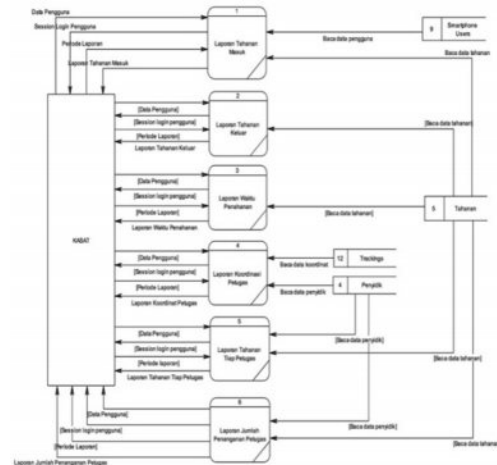 Data Pengguna
Session Login Pengguna
Periode Laporan
Laporan Tahanan Masuk
1
Laporan Tahanan
Masuk
Baca data pengguna
9
Smartphone
Users
Baca data tahanan
[Data Pengguna]
[Session login pengguna]
[Periode Laporan]
Laporan Tahanan Keluar
2
Laporan Tahanan
Keluar
[Baca data tahanan]
[Data Pengguna]
[Session login pengguna]
[Periode Laporan]
Laporan Waktu Penahanan
3
Laporan Waktu
Penahanan
[Baca data tahanan]
5
Tahanan
KABAT
[Data Pengguna]
[Session login pengguna]
[Periode Laporan]
Laporan Koordinat Petugas
4
Laporan Koordinasi
Petugas
Baca data koordinat
12
Trackings
Baca data penyidik
4
Penyidik
[Data Pengguna]
[Session login pengguna]
[Periode laporan]
Laporan Tahanan Tiap Petugas
5
Laporan Tahanan
Tiap Petugas
[Baca data penyidik]
[Baca data tahanan]
[Data Pengguna]
[Session login pengguna]
[Periode Laporan]
Laporan Jumlah Penanganan Petugas
6
Laporan Jumlah
Penanganan Petugas
[Baca data penyidik]
[Baca data tahanan]